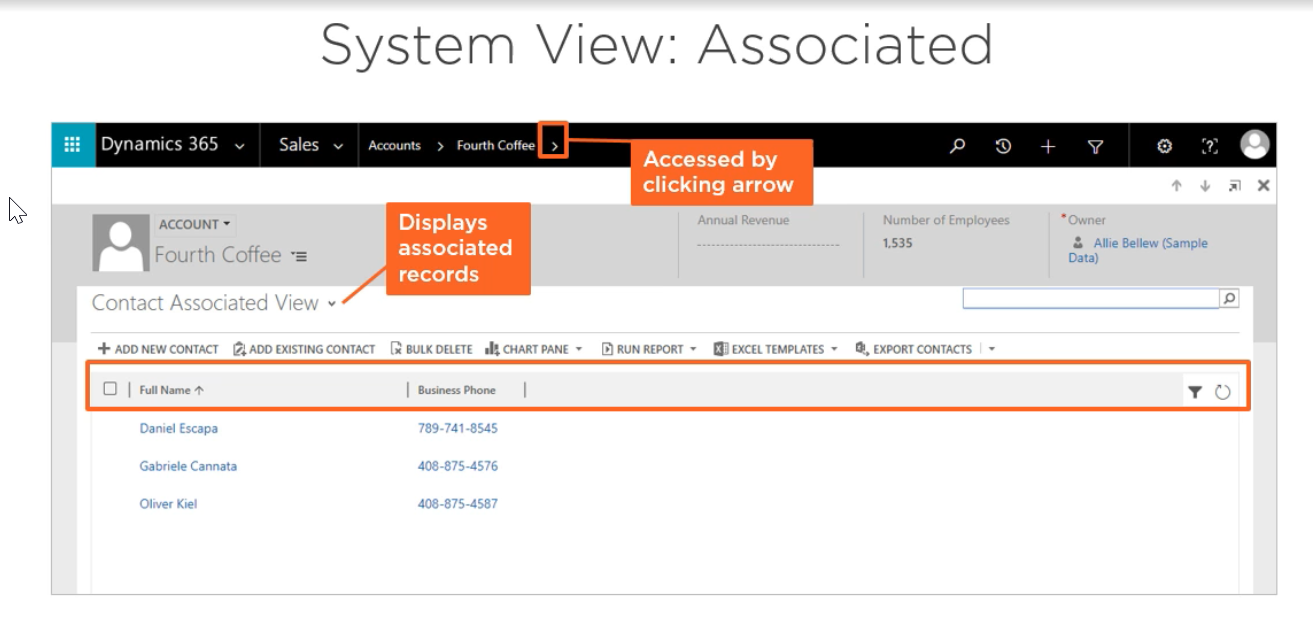 System View: Associated
Dynamics 365 Sales Accounts > Fourth Coffee >
Accessed by
clicking arrow
ACCOUNT
Fourth Coffee
Displays
associated
records
Annual Revenue
Number of Employees
1,535
*Owner
Allie Bellew (Sample
Data)
Contact Associated View
+ ADD NEW CONTACT ADD EXISTING CONTACT BULK DELETE CHART PANE RUN REPORT EXCEL TEMPLATES EXPORT CONTACTS
Full Name ↑ | Business Phone |
Daniel Escapa 789-741-8545
Gabriele Cannata 408-875-4576
Oliver Kiel 408-875-4587